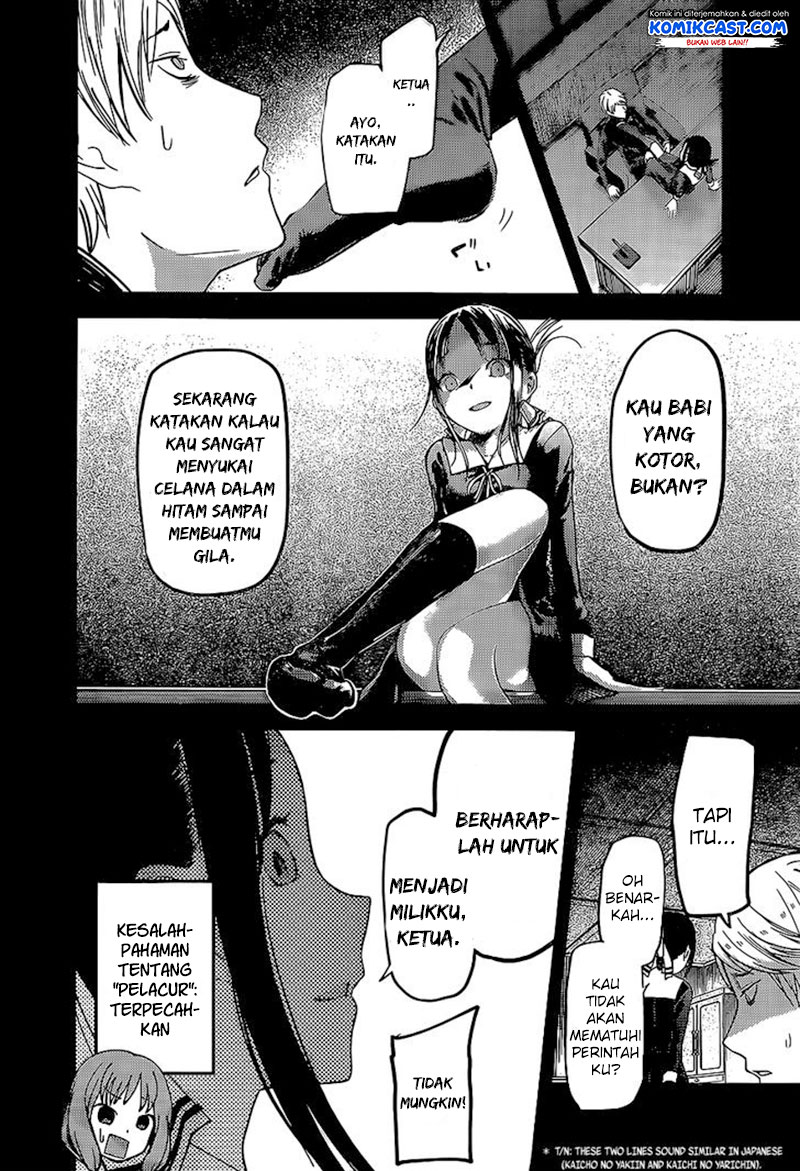 Komik ini diterjemahkan & diedit oleh
KOMIKCAST.COM
BUKAN WEB LAIN!!
KETUA
..
AYO,
KATAKAN
ITU.
KAU BABI
YANG
KOTOR,
BUKAN?
SEKARANG
KATAKAN KALAU
KAU SANGAT
MENYUKAI
CELANA DALAM
HITAM SAMPAI
MEMBUATMU
GILA.
TAPI
ITU...
OH
BENAR-
KAH...
KAU
TIDAK
AKAN
MEMATUHI
PERINTAH
KU?
BERHARAP-
LAH UNTUK
MENJADI
MILIKKU,
KETUA.
TIDAK
MUNGKIN!
KESALAH-
PAHAMAN
TENTANG
"PELACUR":
TERPECAH-
KAN
* T/N: THESE TWO LINES SOUND SIMILAR IN JAPANESE
(KAICHO NO YAKIIN AND KAICHI NO YARICHIN).